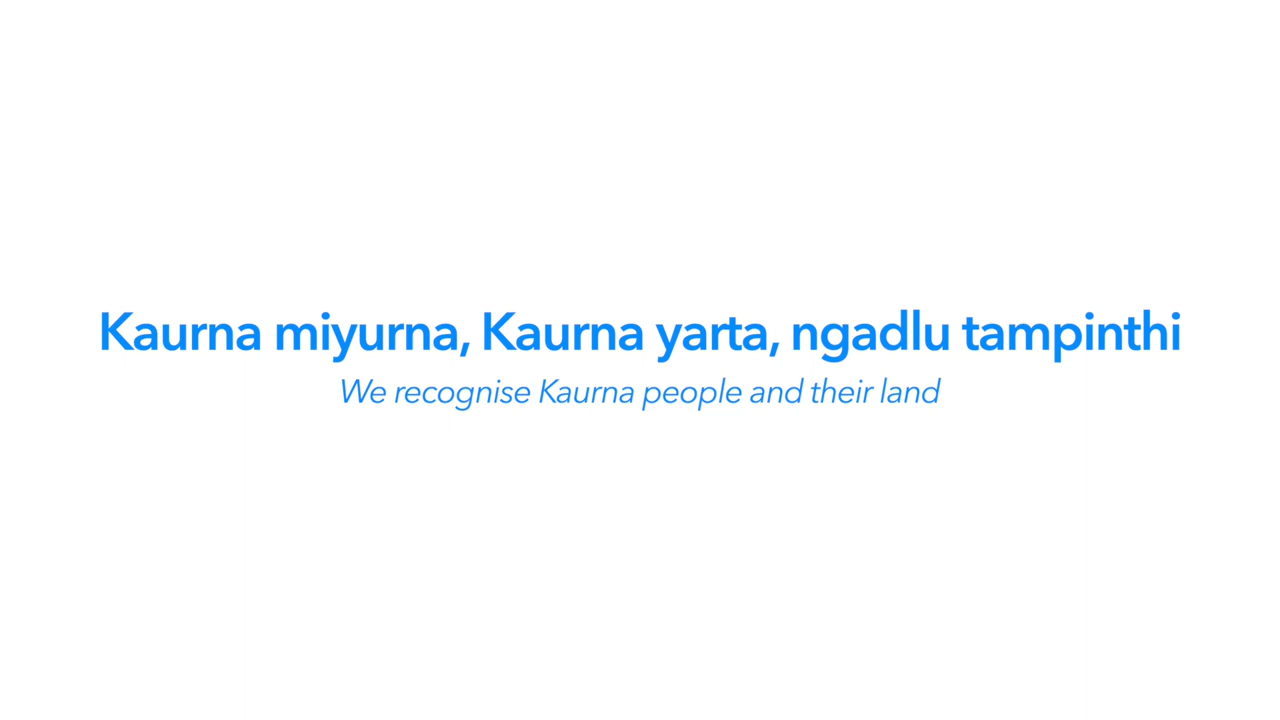 Kaurna miyurna, Kaurna yarta, ngadlu tampinthi
We recognise Kaurna people and their land